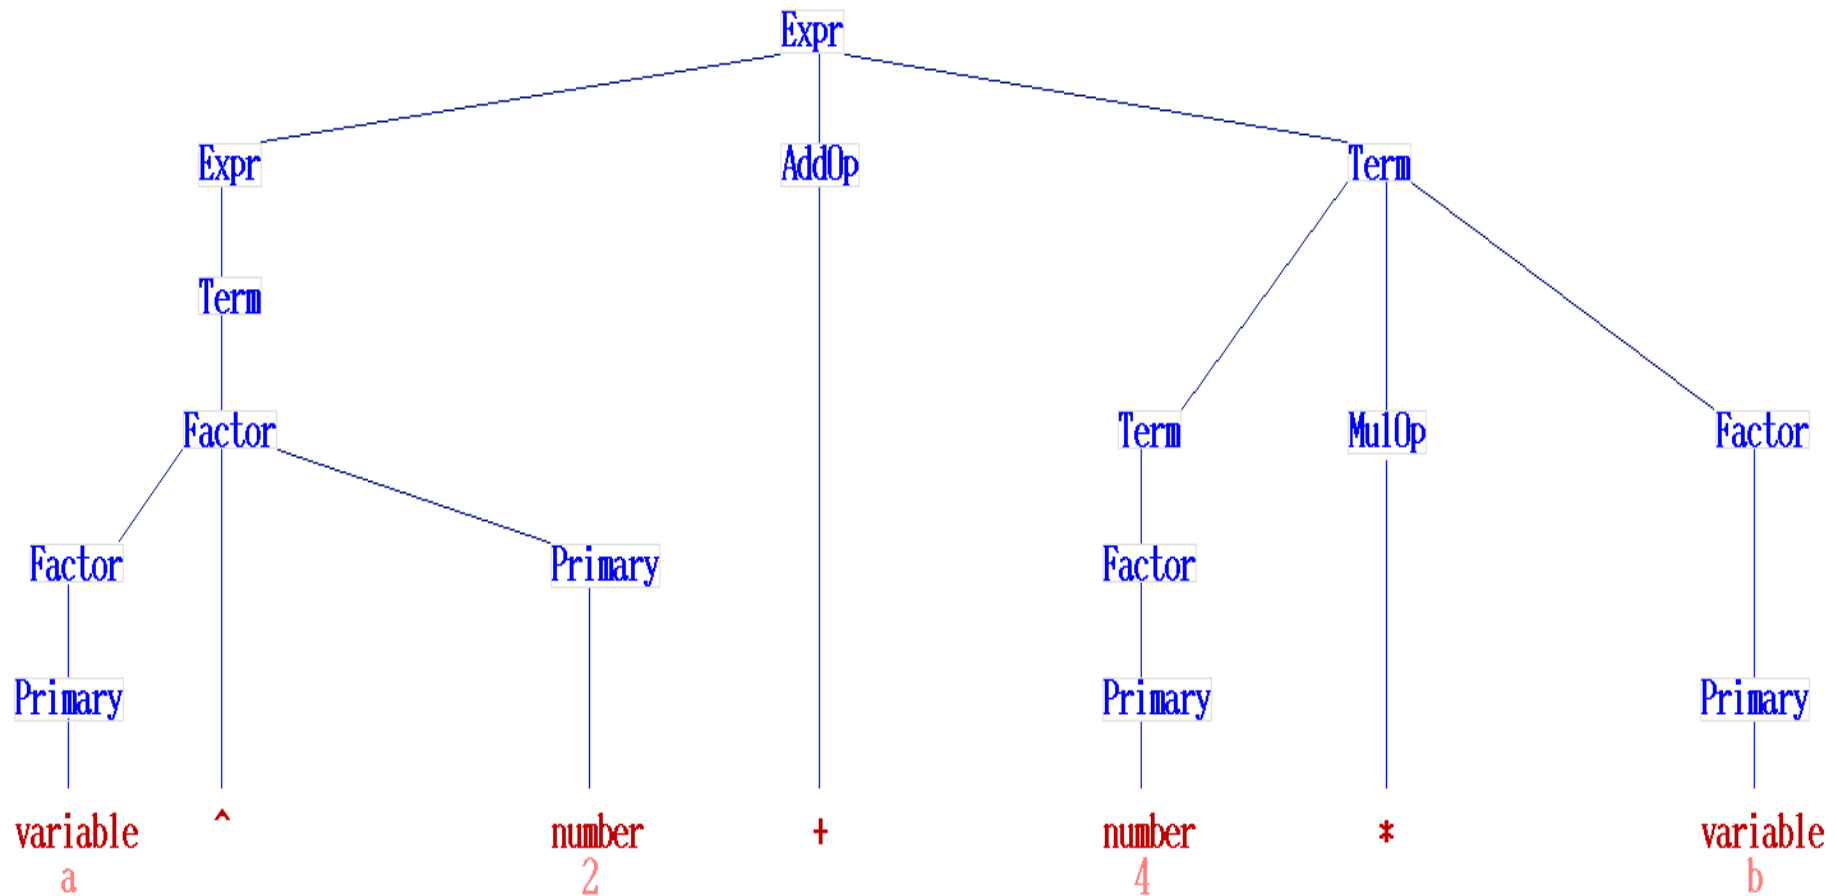 Expr
Expr AddOp Term
Term
Factor Term MulOp Factor
Factor Primary Factor
Primary Primary Primary
variable ^ number + number * variable
a 2 4 b